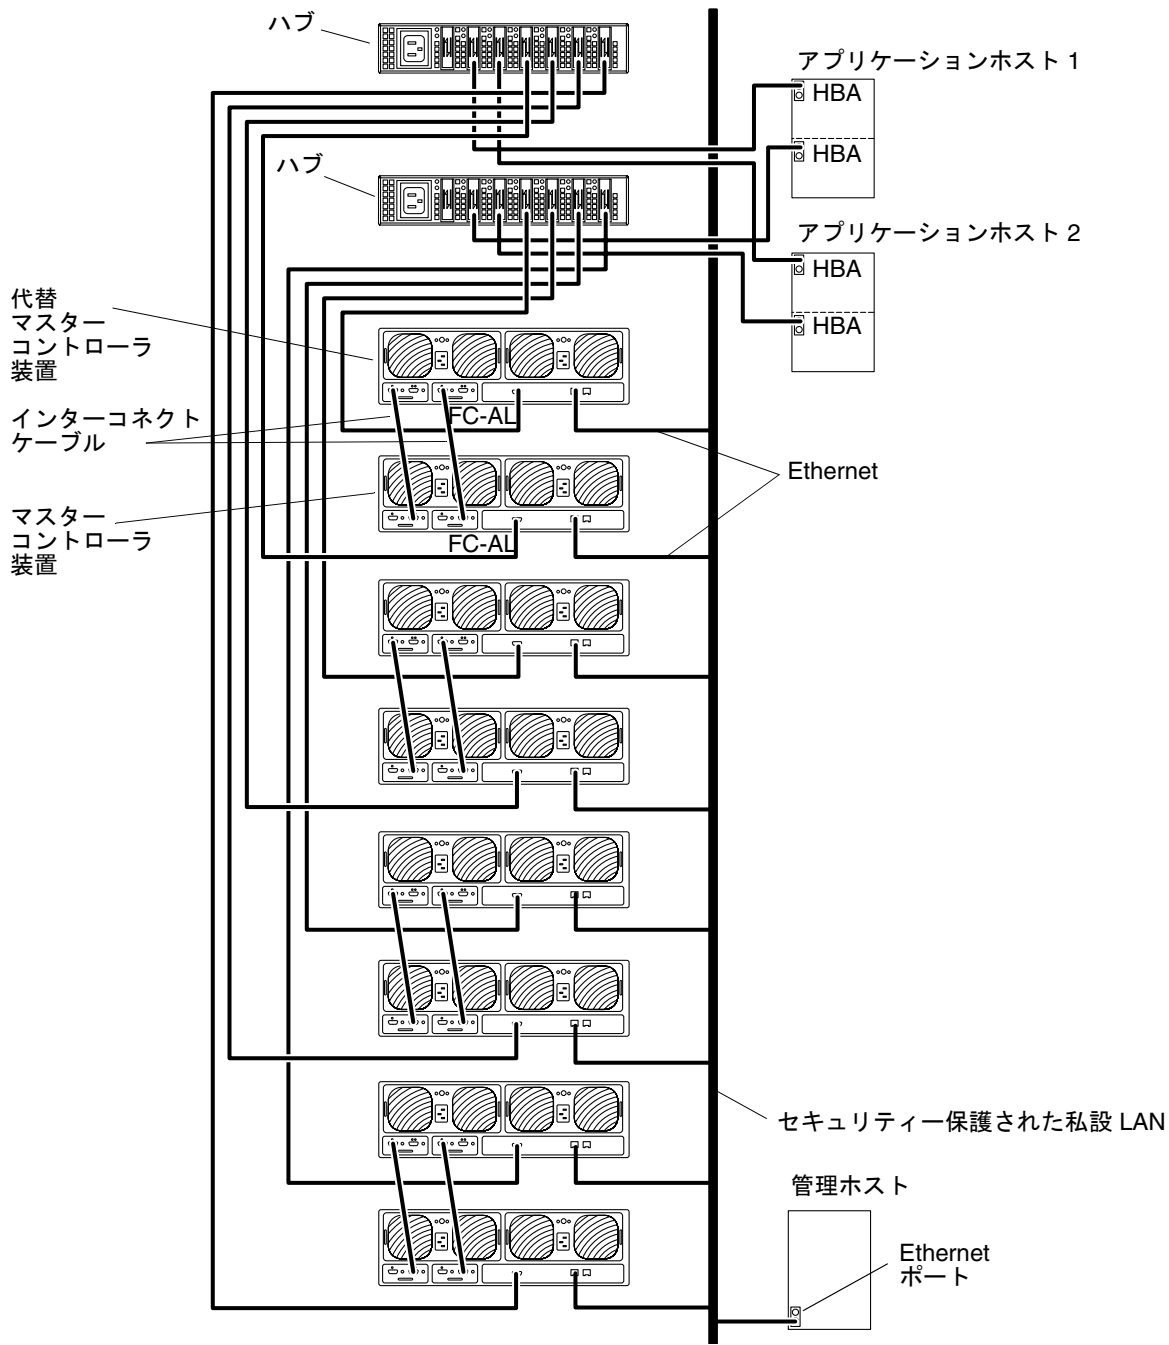 ハブ
アプリケーションホスト 1
HBA
HBA
ハブ
アプリケーションホスト 2
HBA
HBA
代替
マスター
コントローラ
装置
インターコネクト
ケーブル
FC-AL
Ethernet
マスター
コントローラ
装置
FC-AL
セキュリティー保護された私設 LAN
管理ホスト
Ethernet
ポート